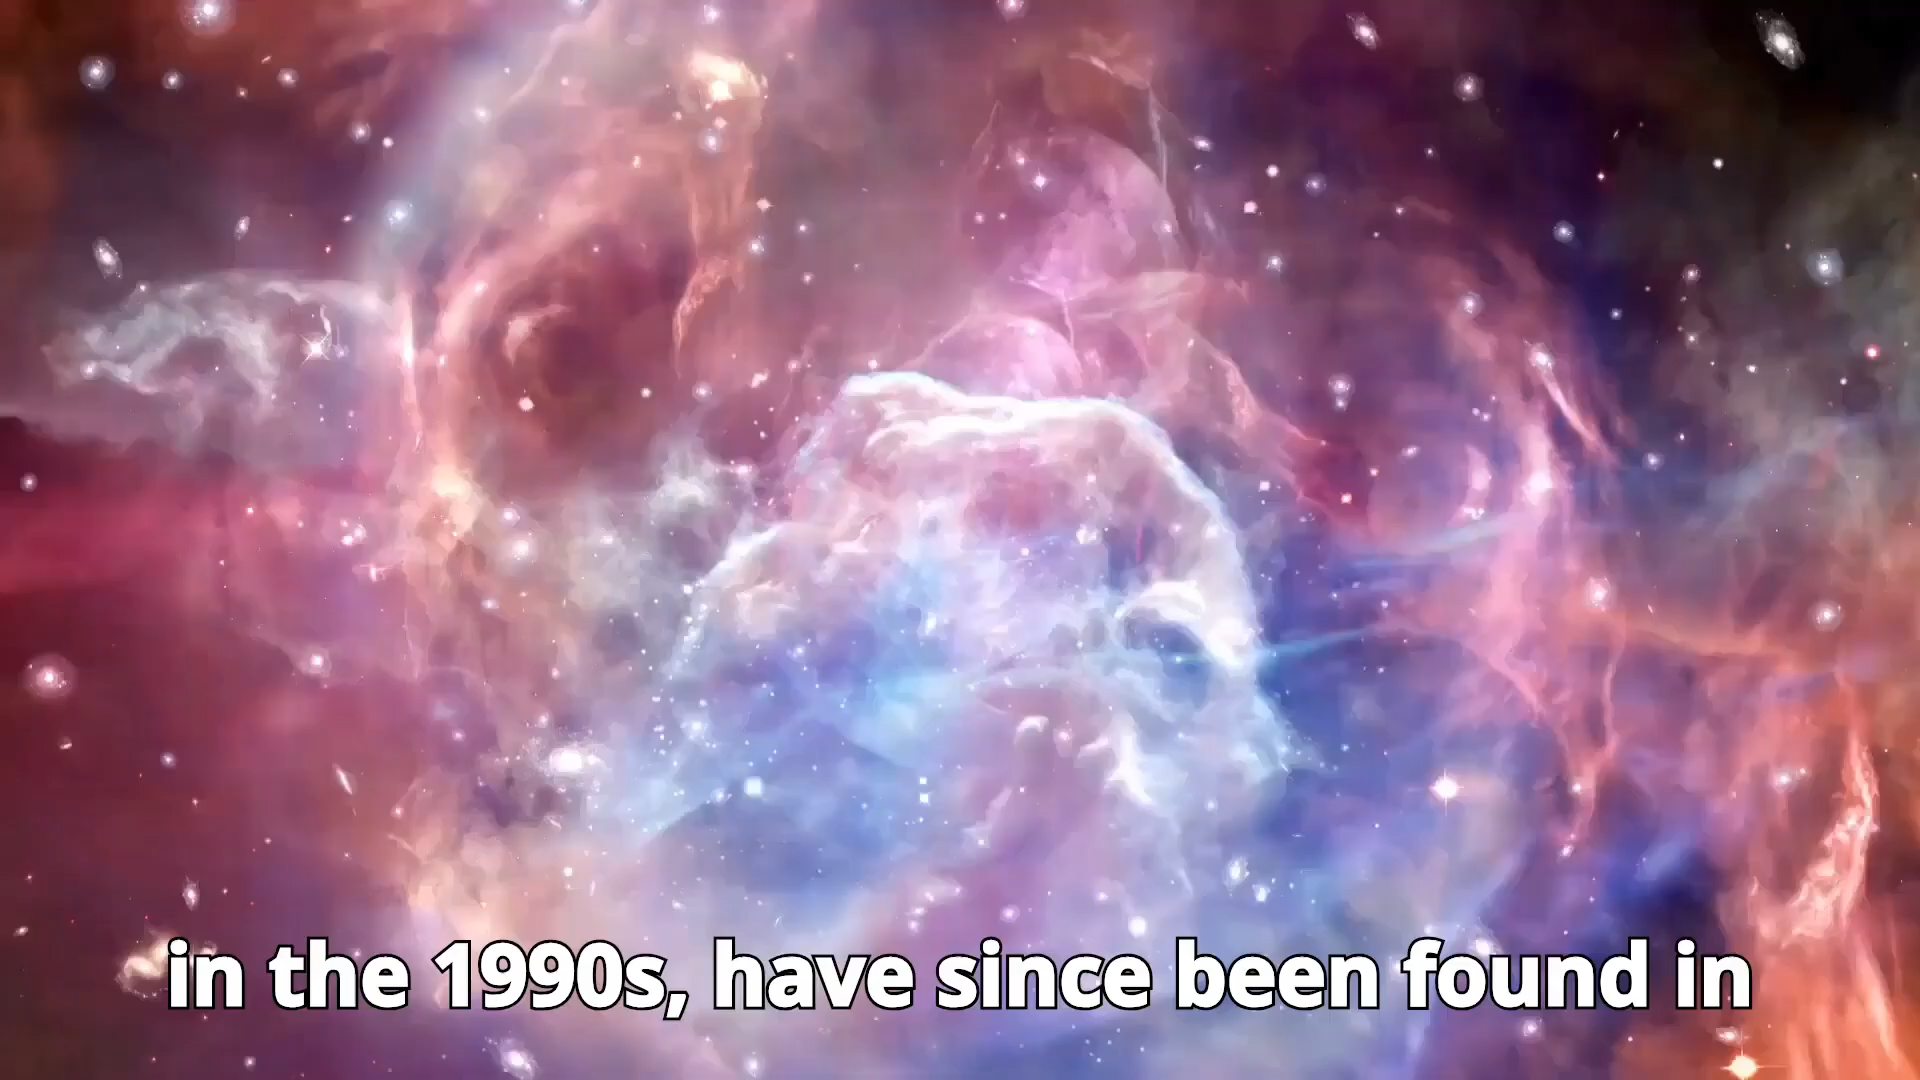 in the 1990s, have since been found in